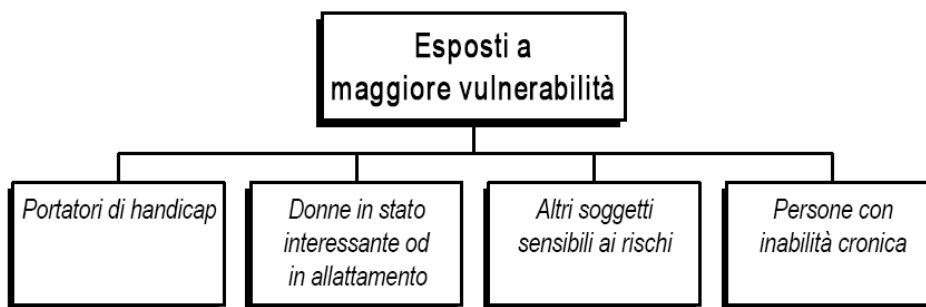 Esposti a
maggiore vulnerabilità
Portatori di handicap
Donne in stato
interessante od
in allattamento
Altri soggetti
sensibili ai rischi
Persone con
inabilità cronica